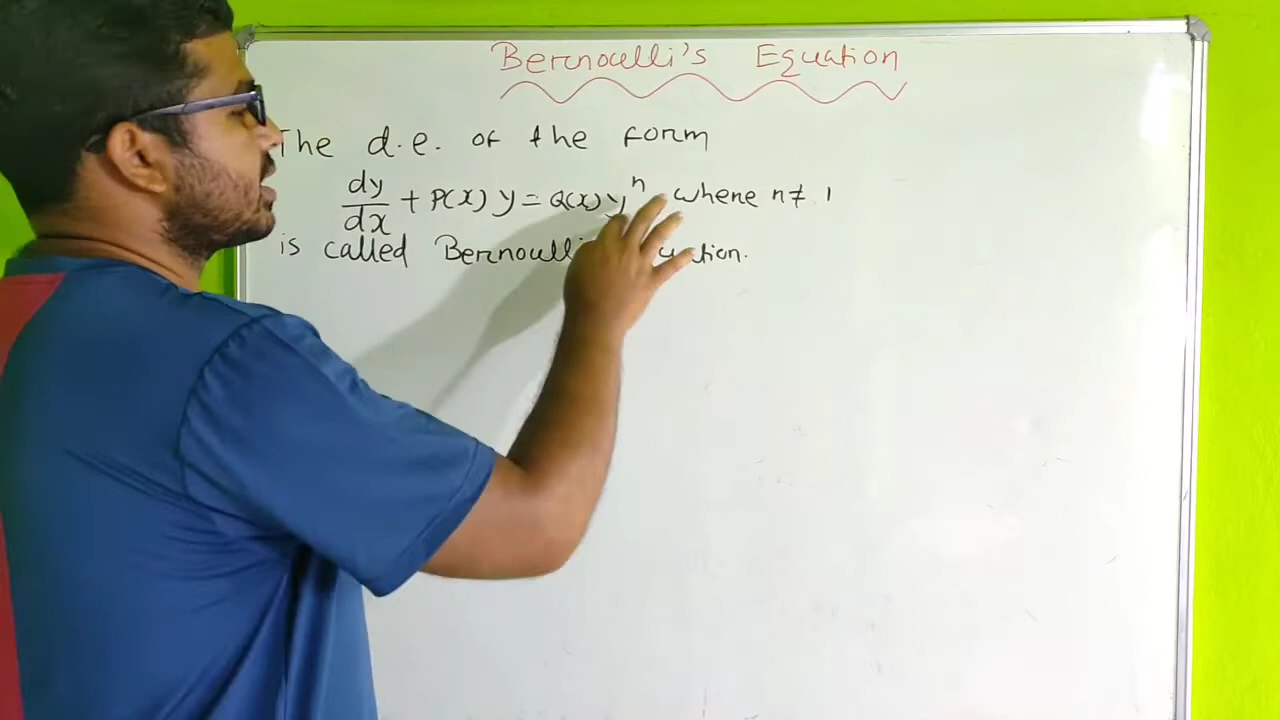 Bernoulli's Equation
The d.e. of the form
dy/dx + P(x) y = Q(x) y^n where n ≠ 1
is called Bernoulli